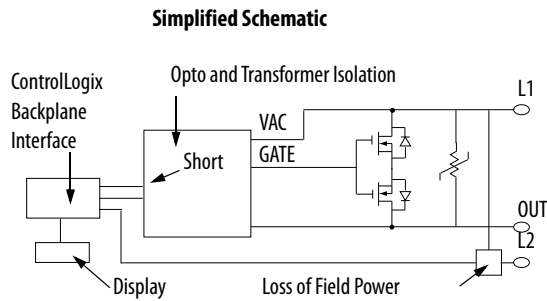 Simplified Schematic
ControlLogix
Backplane
Interface
Opto and Transformer Isolation
L1
VAC
GATE
Short
OUT
L2
Display
Loss of Field Power